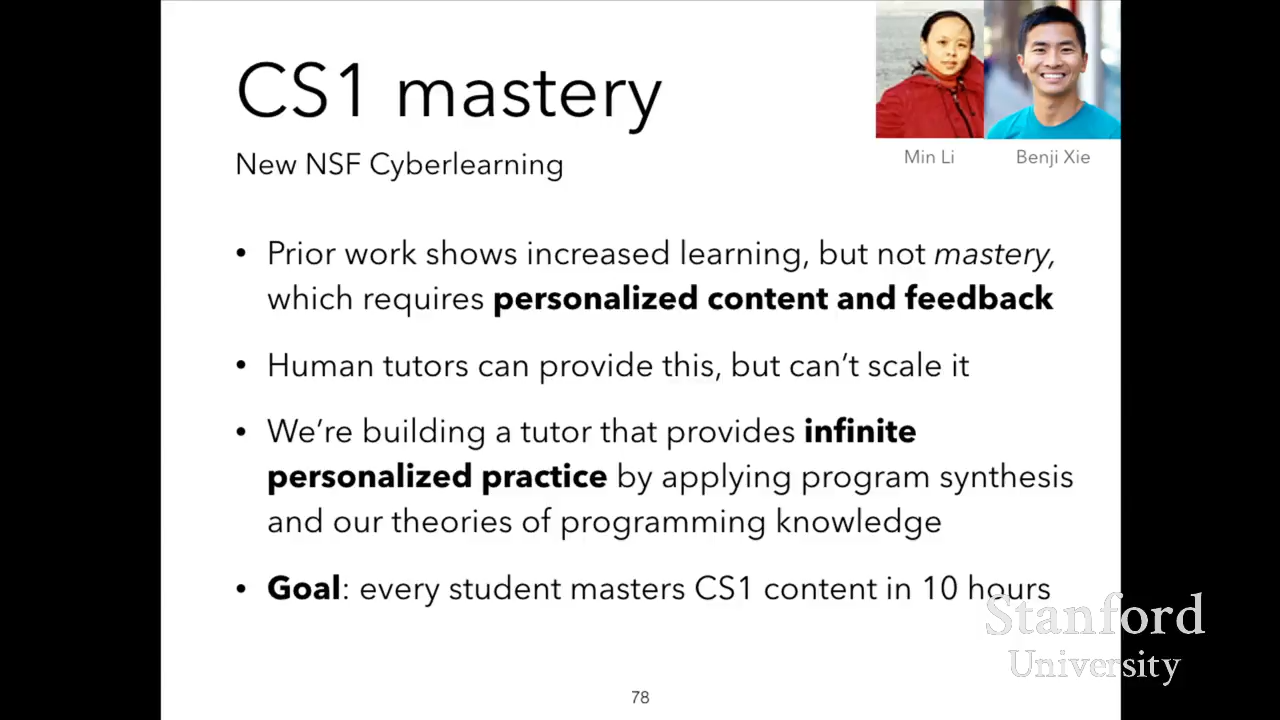 CS1 mastery
New NSF Cyberlearning
Min Li
Benji Xie
• Prior work shows increased learning, but not mastery,
which requires personalized content and feedback
• Human tutors can provide this, but can’t scale it
• We’re building a tutor that provides infinite
personalized practice by applying program synthesis
and our theories of programming knowledge
• Goal: every student masters CS1 content in 10 hours
Stanford
University
78